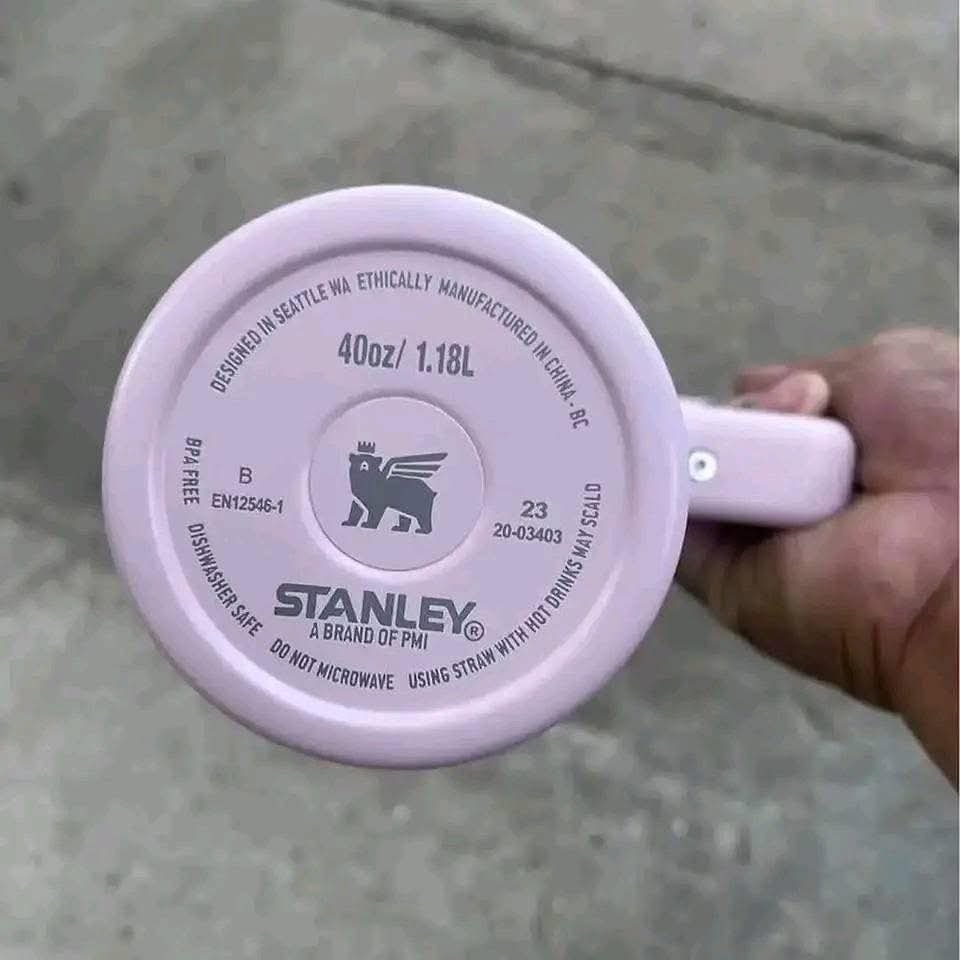 DESIGNED IN SEATTLE WA ETHICALLY MANUFACTURED IN CHINA · BC
40oz/ 1.18L
B
EN12546-1
23
20-03403
STANLEY®
A BRAND OF PMI
BPA FREE DISHWASHER SAFE DO NOT MICROWAVE USING STRAW WITH HOT DRINKS MAY SCALD